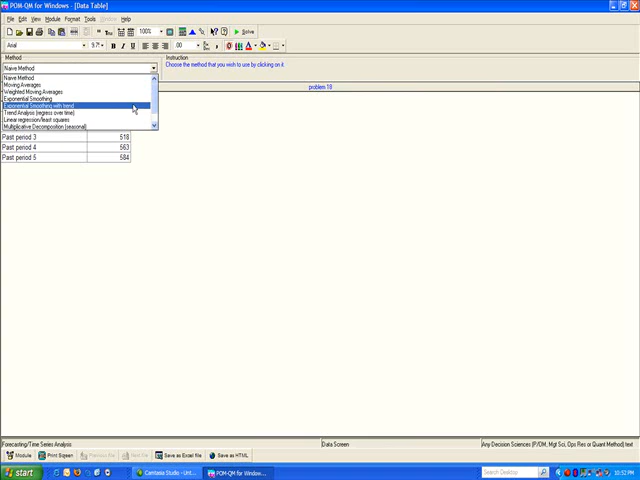 POM-QM for Windows - [Data Table]
File Edit View Module Format Tools Window Help
100% Solve
Arial 9.7* B I U .00
Method Instruction
Naive Method Choose the method that you wish to use by clicking on it
Naive Method
Moving Averages
Weighted Moving Averages
Exponential Smoothing
Exponential Smoothing with trend
Trend Analysis (regress over time)
Linear regression/least squares
Multiplicative Decomposition (seasonal)
problem 18
Past period 3 518
Past period 4 563
Past period 5 584
Forecasting/Time Series Analysis Data Screen Any Decision Sciences (P/OM, Mgt Sci, Ops Res or Quant Method) text
Module Print Screen Previous file Next file Save as Excel file Save as HTML
start Camtasia Studio - Unt... POM-QM for Window... Search Desktop 10:52 PM